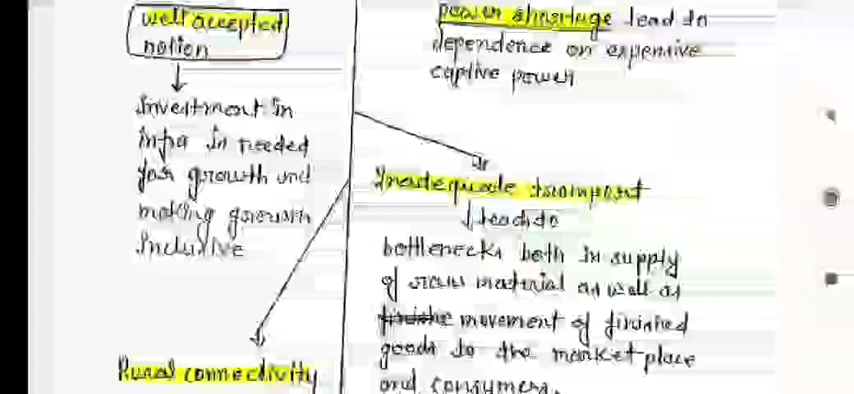 well accepted
notion
Investment in
infra is needed
for growth and
making growth
inclusive
Rural connectivity
power shortage lead to
dependence on expensive
captive power
Inadequate transport
leads to
bottlenecks both in supply
of raw material as well as
finishe movement of finished
goods to the market place
and consumers.